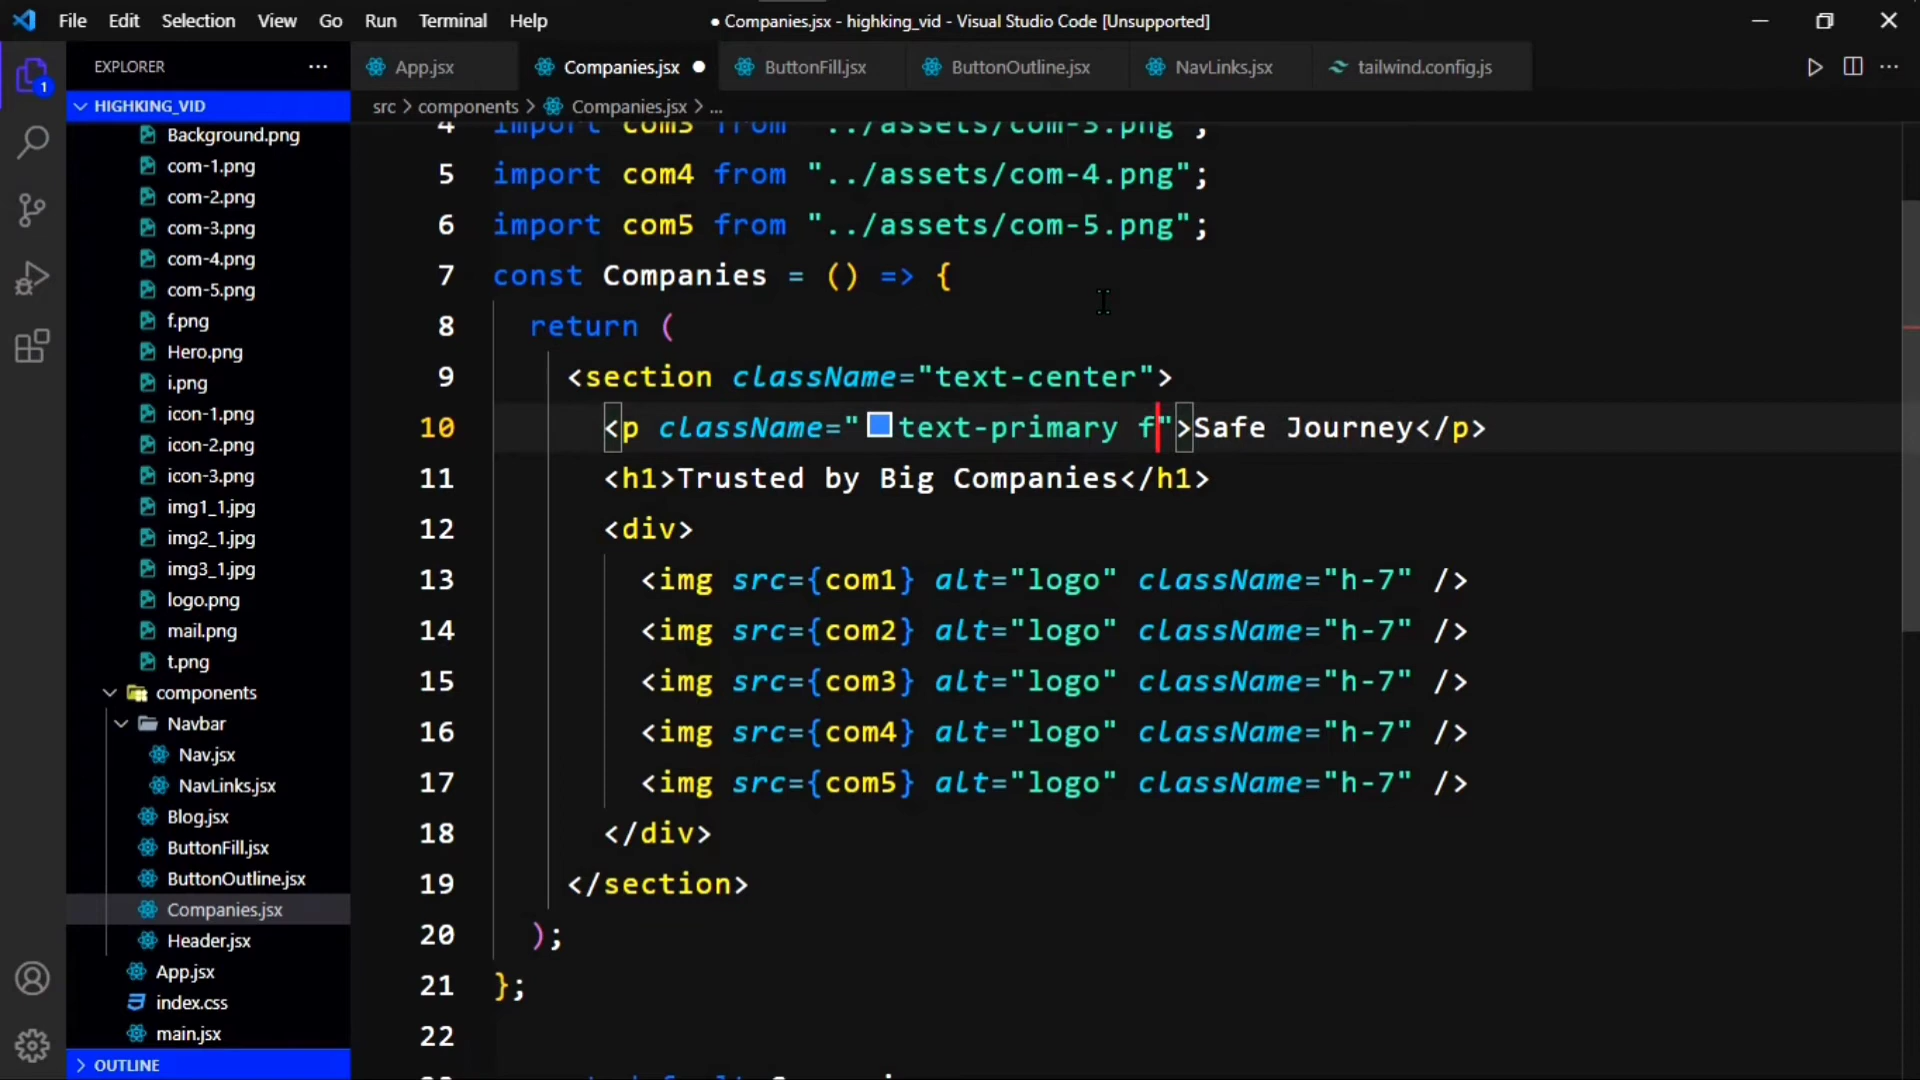 File Edit Selection View Go Run Terminal Help
● Companies.jsx - highking_vid - Visual Studio Code [Unsupported]
EXPLORER ...
App.jsx
Companies.jsx
ButtonFill.jsx
ButtonOutline.jsx
NavLinks.jsx
tailwind.config.js
1
HIGHKING_VID
src > components > Companies.jsx > ...
Background.png
com-1.png
com-2.png
com-3.png
com-4.png
com-5.png
f.png
Hero.png
i.png
icon-1.png
icon-2.png
icon-3.png
img1_1.jpg
img2_1.jpg
img3_1.jpg
logo.png
mail.png
t.png
components
Navbar
Nav.jsx
NavLinks.jsx
Blog.jsx
ButtonFill.jsx
ButtonOutline.jsx
Companies.jsx
Header.jsx
App.jsx
index.css
main.jsx
OUTLINE
4 import com3 from "../assets/com-3.png";
5 import com4 from "../assets/com-4.png";
6 import com5 from "../assets/com-5.png";
7 const Companies = () => {
8 return (
9 <section className="text-center">
10 <p className="text-primary f">Safe Journey</p>
11 <h1>Trusted by Big Companies</h1>
12 <div>
13 <img src={com1} alt="logo" className="h-7" />
14 <img src={com2} alt="logo" className="h-7" />
15 <img src={com3} alt="logo" className="h-7" />
16 <img src={com4} alt="logo" className="h-7" />
17 <img src={com5} alt="logo" className="h-7" />
18 </div>
19 </section>
20 );
21 };
22